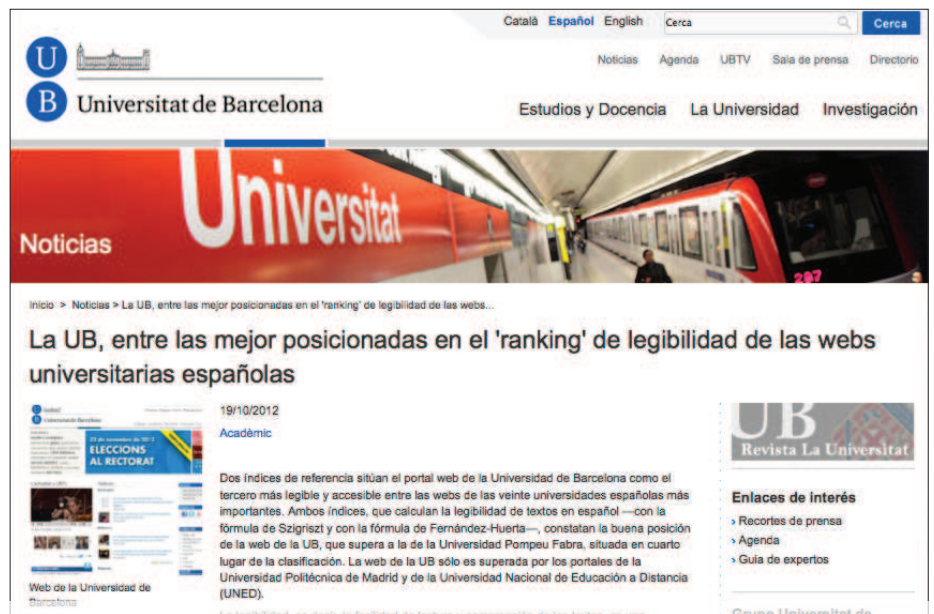 Català Español English Cerca Cerca
Noticias Agenda UBTV Sala de prensa Directorio
U
B Universitat de Barcelona
Estudios y Docencia La Universidad Investigación
Universitat
297
Noticias
Inicio > Noticias > La UB, entre las mejor posicionadas en el 'ranking' de legibilidad de las webs...
La UB, entre las mejor posicionadas en el 'ranking' de legibilidad de las webs
universitarias españolas
ELECCIONS
AL RECTORAT
Web de la Universidad de
Barcelona
19/10/2012
Acadèmic
Dos índices de referencia sitúan el portal web de la Universidad de Barcelona como el
tercero más legible y accesible entre las webs de las veinte universidades españolas más
importantes. Ambos índices, que calculan la legibilidad de textos en español —con la
fórmula de Szigriszt y con la fórmula de Fernández-Huerta—, constatan la buena posición
de la web de la UB, que supera a la de la Universidad Pompeu Fabra, situada en cuarto
lugar de la clasificación. La web de la UB sólo es superada por los portales de la
Universidad Politécnica de Madrid y de la Universidad Nacional de Educación a Distancia
(UNED).
UB
Revista La Universitat
Enlaces de interés
› Recortes de prensa
› Agenda
› Guía de expertos